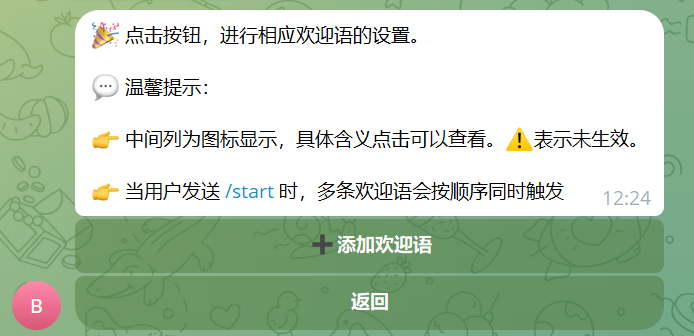 🎉 点击按钮，进行相应欢迎语的设置。
💬 温馨提示：
👉 中间列为图标显示，具体含义点击可以查看。⚠️表示未生效。
👉 当用户发送 /start 时，多条欢迎语会按顺序同时触发
12:24
➕添加欢迎语
返回
B